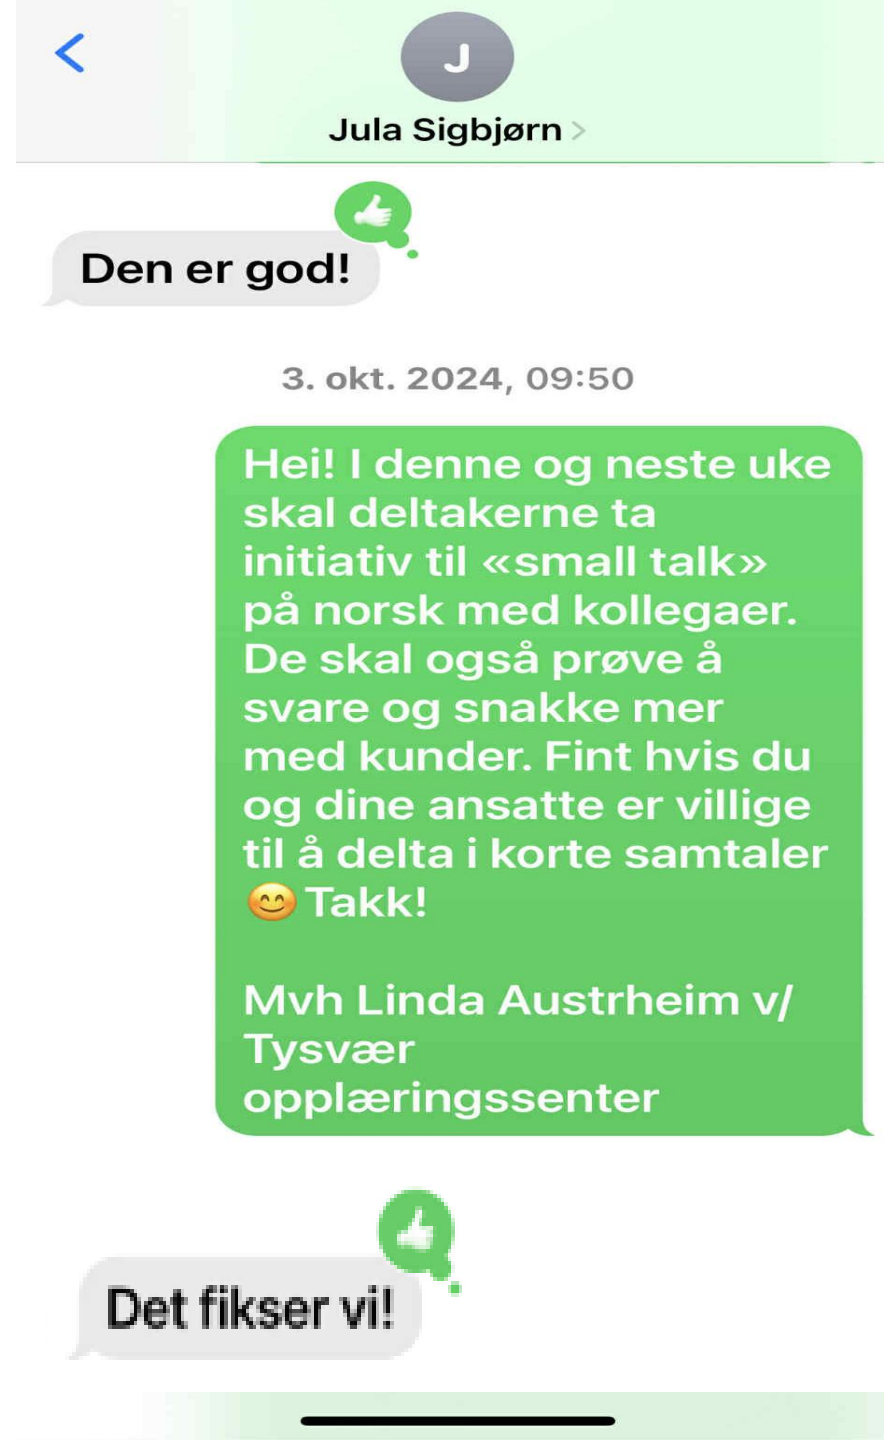 J
Jula Sigbjørn >
Den er god!
3. okt. 2024, 09:50
Hei! I denne og neste uke
skal deltakerne ta
initiativ til «small talk»
på norsk med kollegaer.
De skal også prøve å
svare og snakke mer
med kunder. Fint hvis du
og dine ansatte er villige
til å delta i korte samtaler
😊 Takk!
Mvh Linda Austrheim v/
Tysvær
opplæringssenter
Det fikser vi!